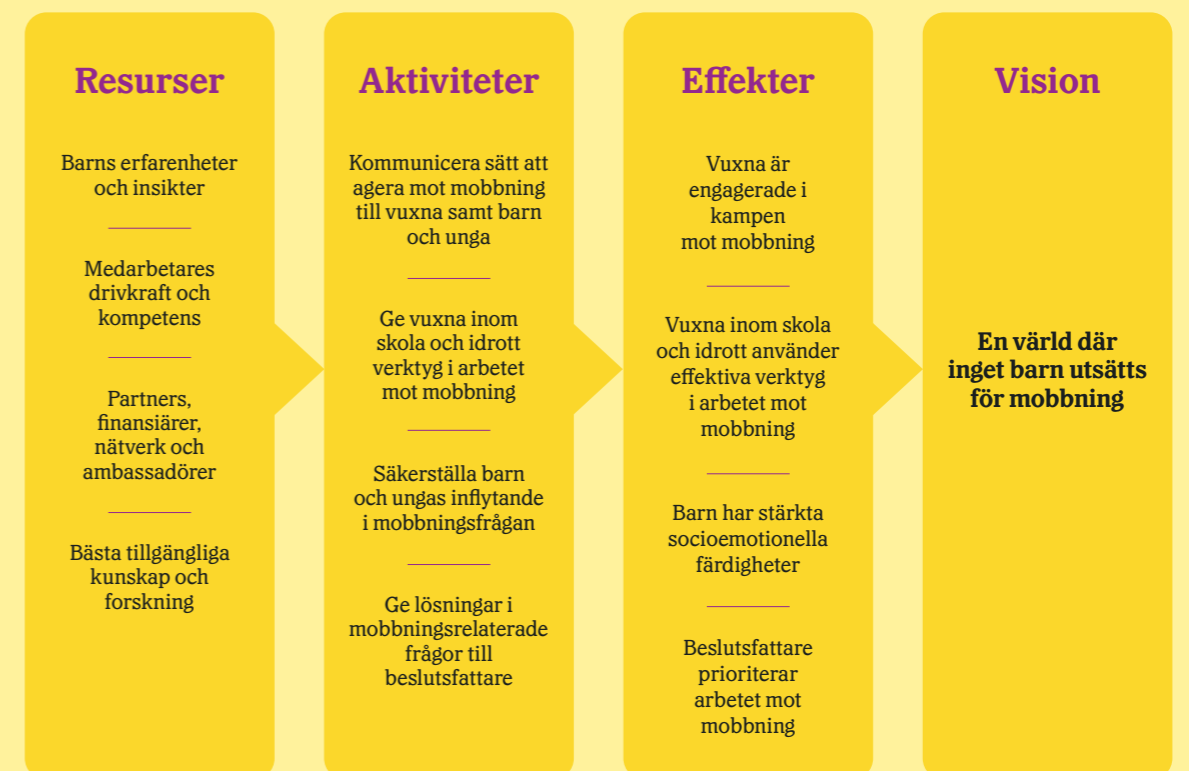 Resurser
Barns erfarenheter
och insikter
Medarbetares
drivkraft och
kompetens
Partners,
finansiärer,
nätverk och
ambassadörer
Bästa tillgängliga
kunskap och
forskning
Aktiviteter
Kommunicera sätt att
agera mot mobbning
till vuxna samt barn
och unga
Ge vuxna inom
skola och idrott
verktyg i arbetet
mot mobbning
Säkerställa barn
och ungas inflytande
i mobbningsfrågan
Ge lösningar i
mobbningsrelaterade
frågor till
beslutsfattare
Effekter
Vuxna är
engagerade i
kampen
mot mobbning
Vuxna inom skola
och idrott använder
effektiva verktyg
i arbetet mot
mobbning
Barn har stärkta
socioemotionella
färdigheter
Beslutsfattare
prioriterar
arbetet mot
mobbning
Vision
En värld där
inget barn utsätts
för mobbning